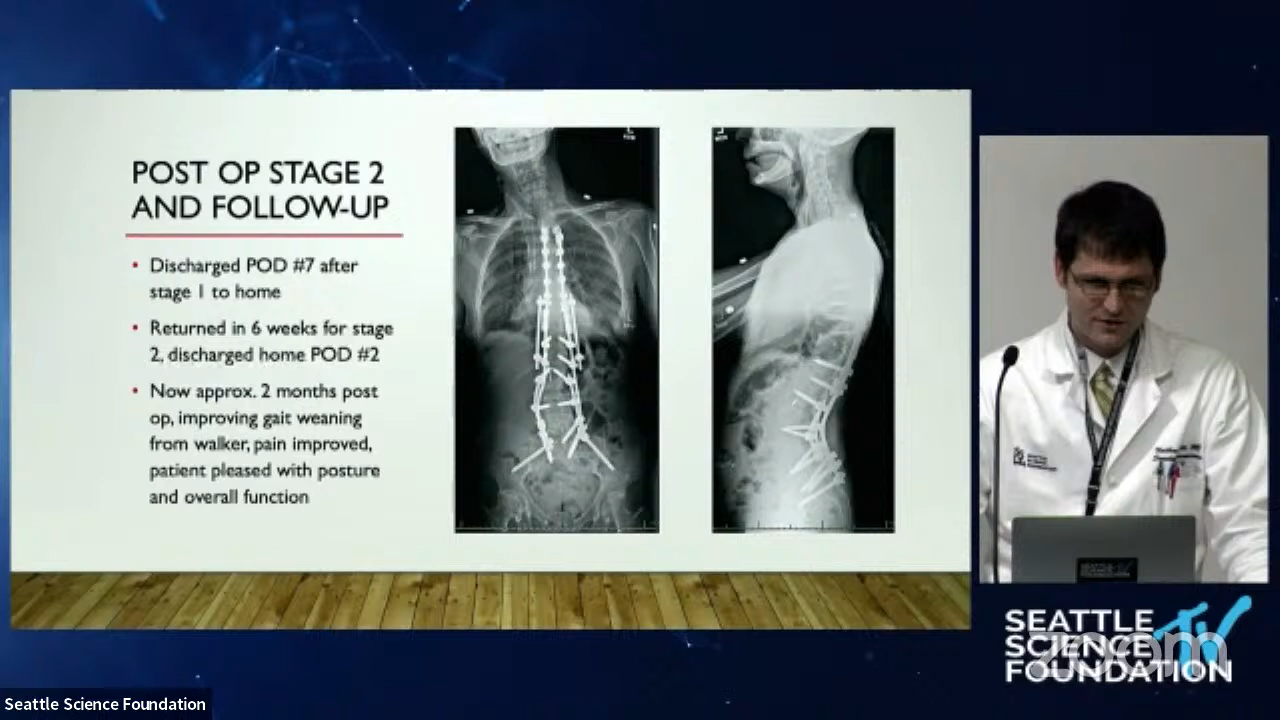 POST OP STAGE 2
AND FOLLOW-UP
• Discharged POD #7 after
stage 1 to home
• Returned in 6 weeks for stage
2, discharged home POD #2
• Now approx. 2 months post
op, improving gait weaning
from walker, pain improved,
patient pleased with posture
and overall function
SEATTLE
SCIENCE TV
FOUNDATION
zoom
Seattle Science Foundation